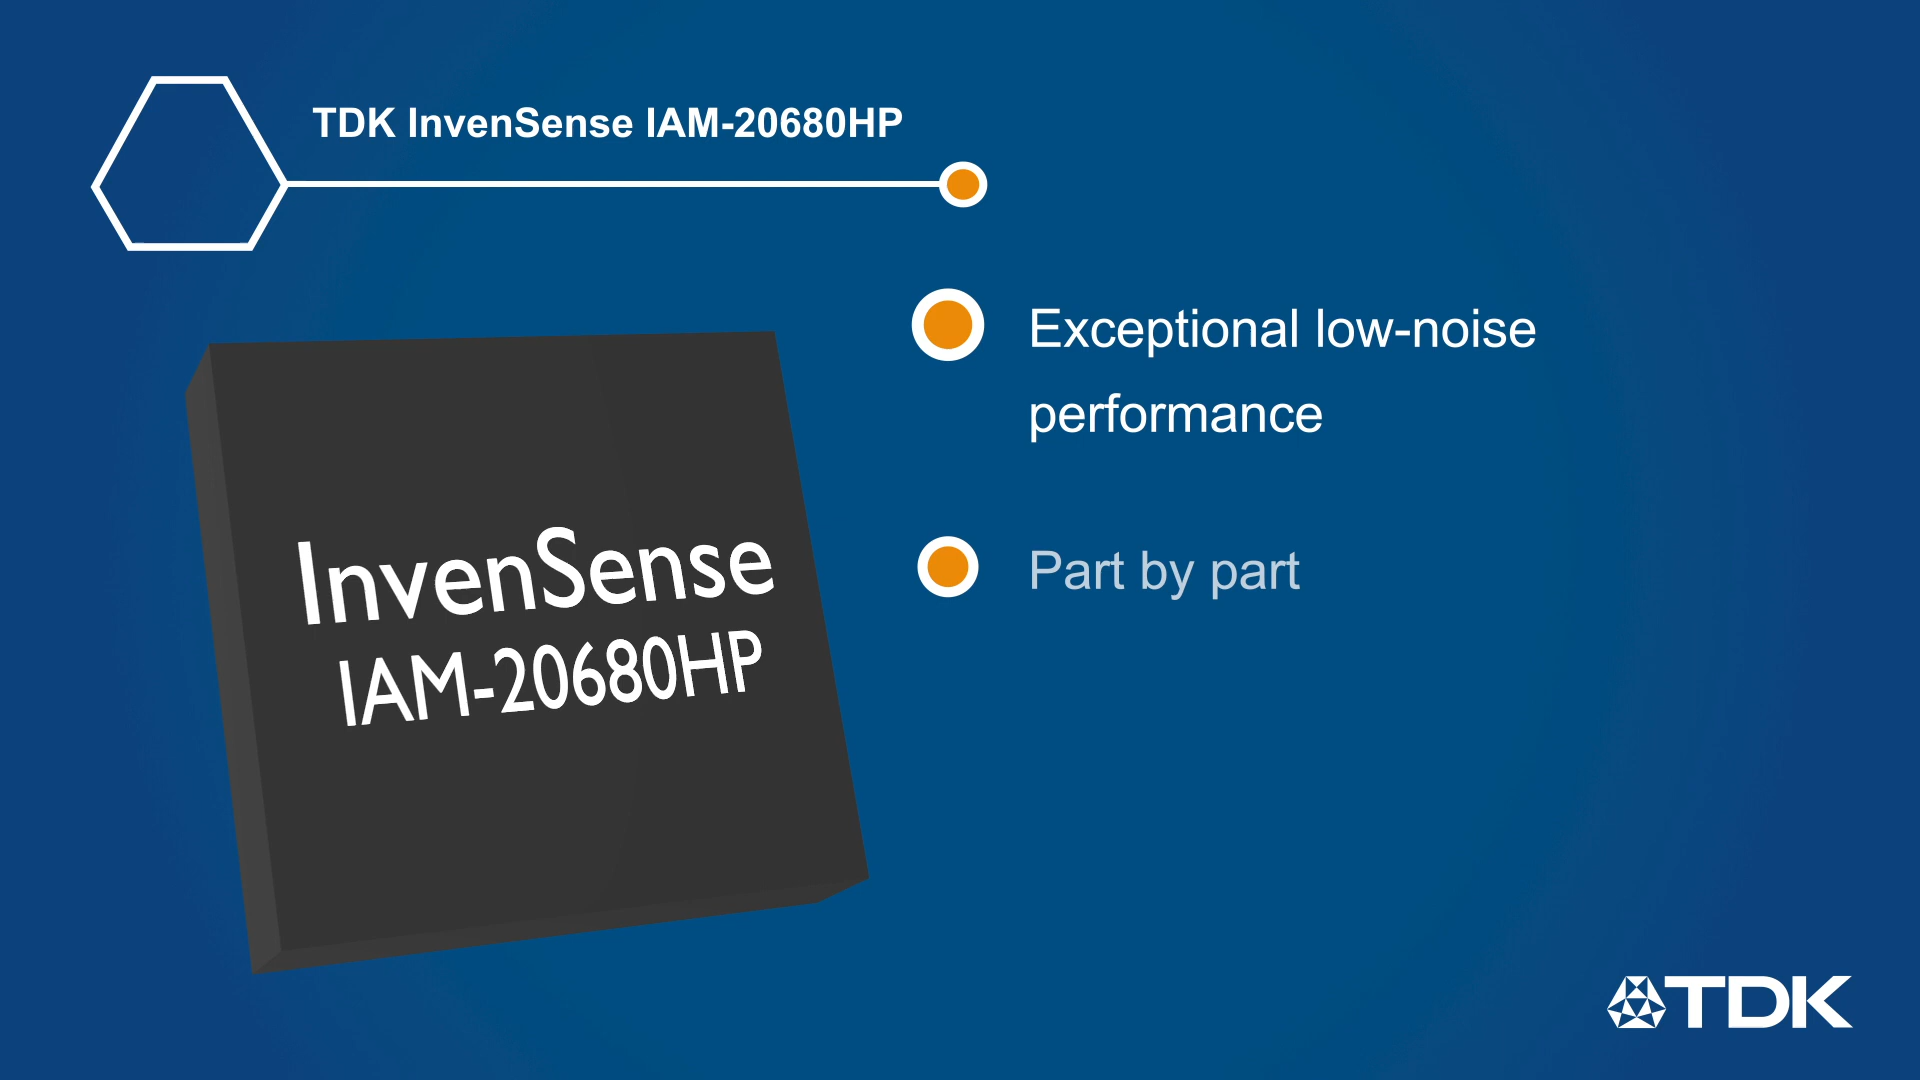 TDK InvenSense IAM-20680HP
Exceptional low-noise
performance
Part by part
InvenSense
IAM-20680HP
TDK